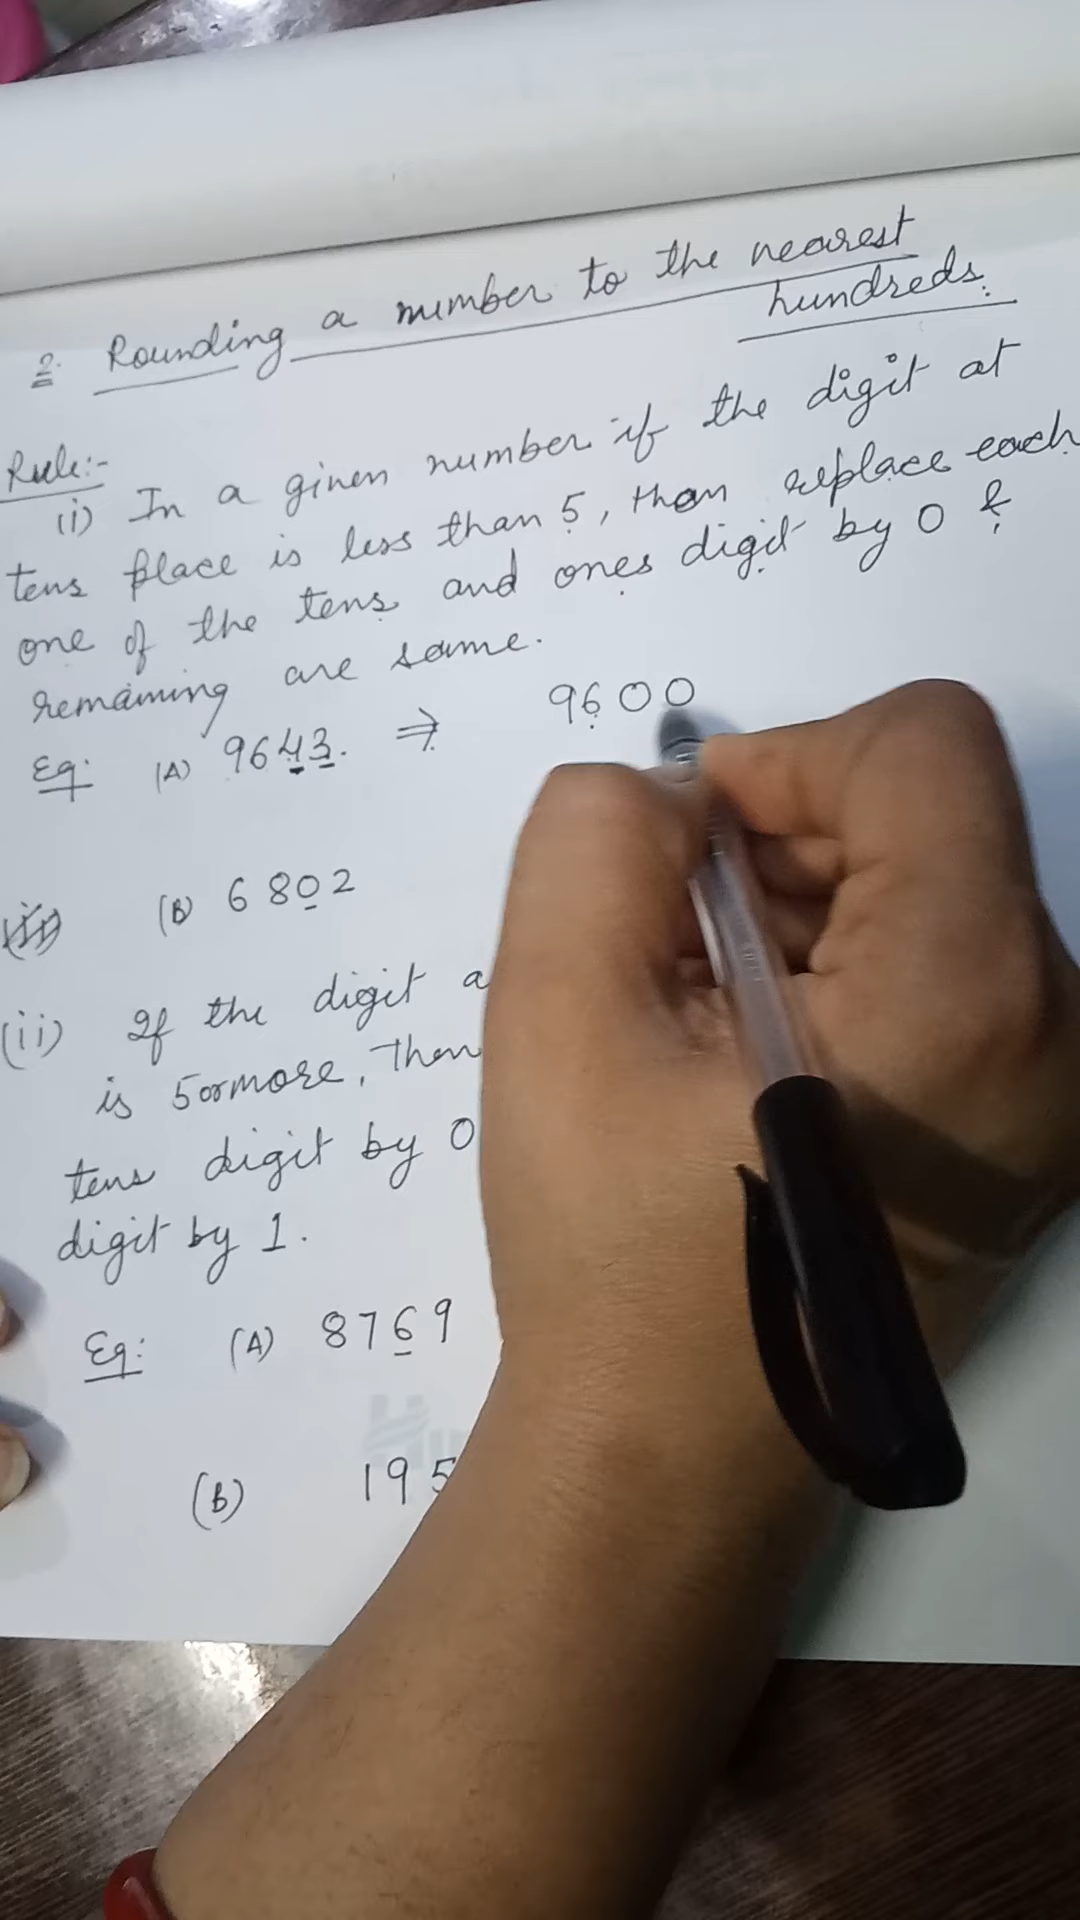 2. Rounding a number to the nearest
hundreds.
Rule:-
(i) In a given number if the digit at
tens place is less than 5, then replace each
one of the tens and ones digit by 0 &
remaining are same.
Eg: (A) 9643. ⇒ 9600
(B) 6802
(ii) If the digit a
is 5 or more, then
tens digit by 0
digit by 1.
Eg: (A) 8769
(B) 195